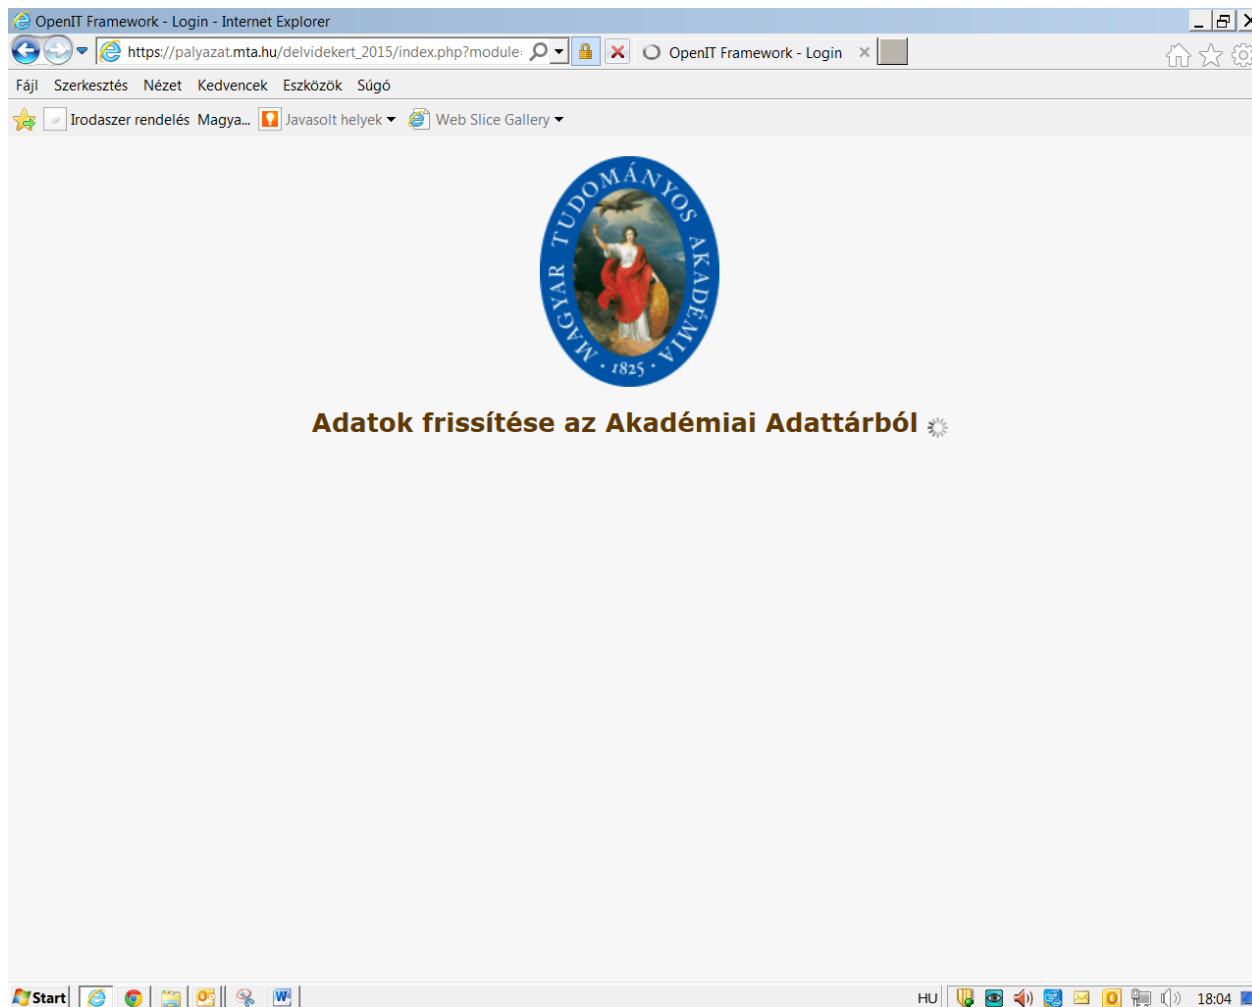 OpenIT Framework - Login - Internet Explorer
https://palyazat.mta.hu/delvidekert_2015/index.php?module:
OpenIT Framework - Login
Fájl Szerkesztés Nézet Kedvencek Eszközök Súgó
Irodaszer rendelés Magya... Javasolt helyek Web Slice Gallery
MAGYAR TUDOMÁNYOS AKADÉMIA
· 1825 ·
Adatok frissítése az Akadémiai Adattárból
Start
HU
18:04